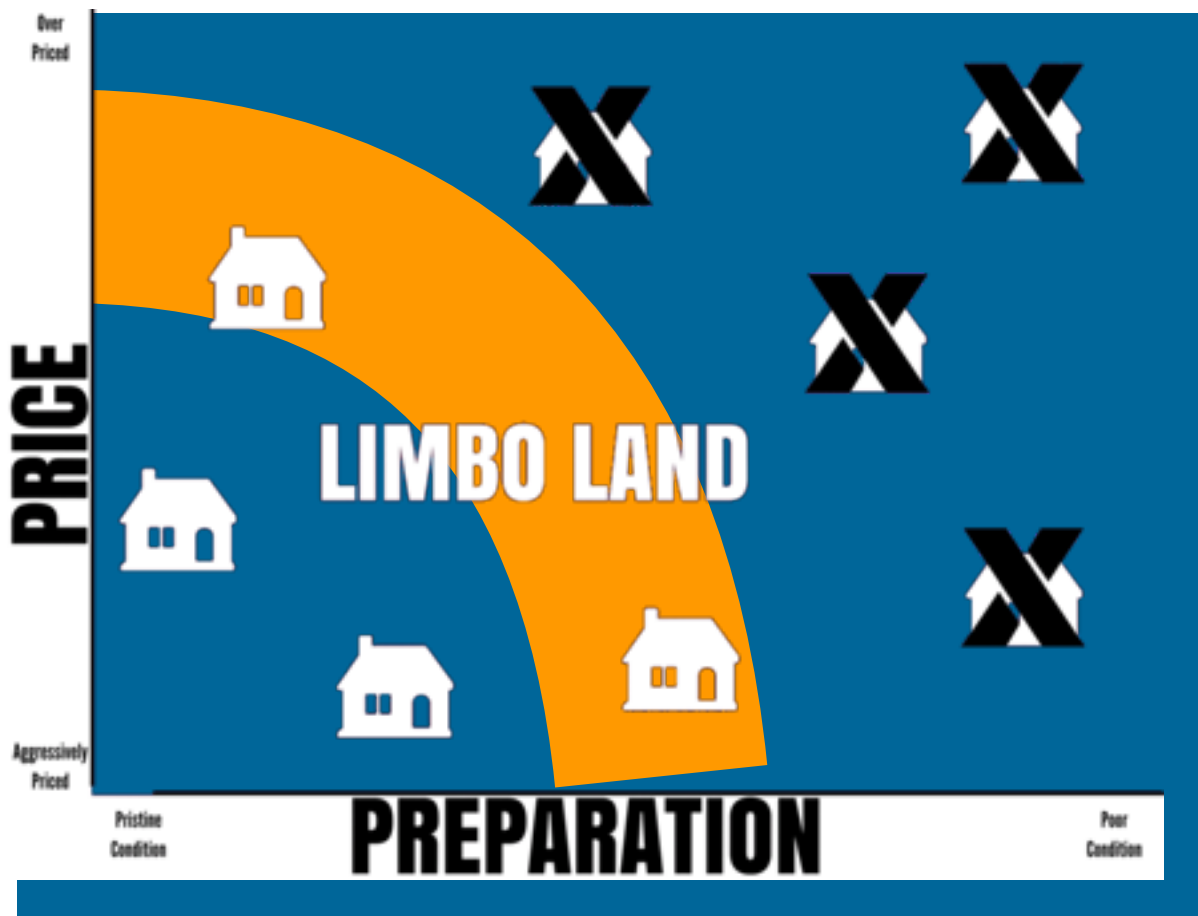 Over
Priced
PRICE
LIMBO LAND
Aggressively
Priced
Pristine
Condition
PREPARATION
Poor
Condition